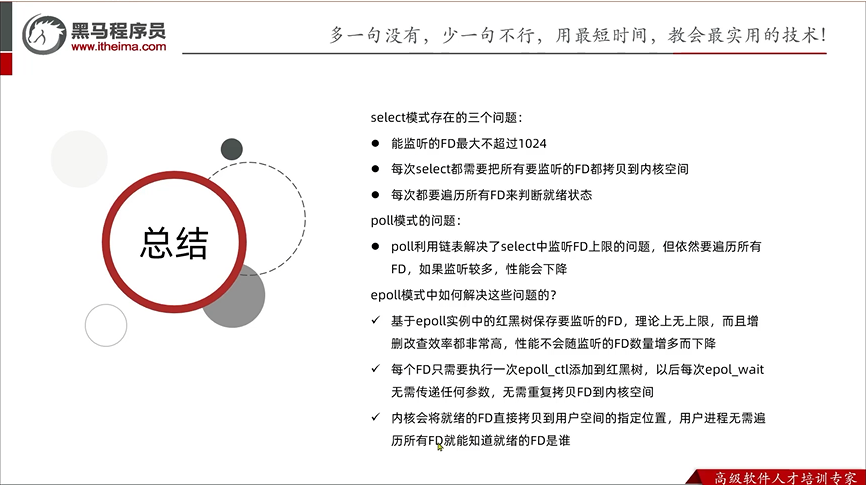 黑马程序员
www.itheima.com
多一句没有，少一句不行，用最短时间，教会最实用的技术！
总结
select模式存在的三个问题：
● 能监听的FD最大不超过1024
● 每次select都需要把所有要监听的FD都拷贝到内核空间
● 每次都要遍历所有FD来判断就绪状态
poll模式的问题：
● poll利用链表解决了select中监听FD上限的问题，但依然要遍历所有
FD，如果监听较多，性能会下降
epoll模式中如何解决这些问题的？
✓ 基于epoll实例中的红黑树保存要监听的FD，理论上无上限，而且增
删改查效率都非常高，性能不会随监听的FD数量增多而下降
✓ 每个FD只需要执行一次epoll_ctl添加到红黑树，以后每次epol_wait
无需传递任何参数，无需重复拷贝FD到内核空间
✓ 内核会将就绪的FD直接拷贝到用户空间的指定位置，用户进程无需遍
历所有FD就能知道就绪的FD是谁
高级软件人才培训专家